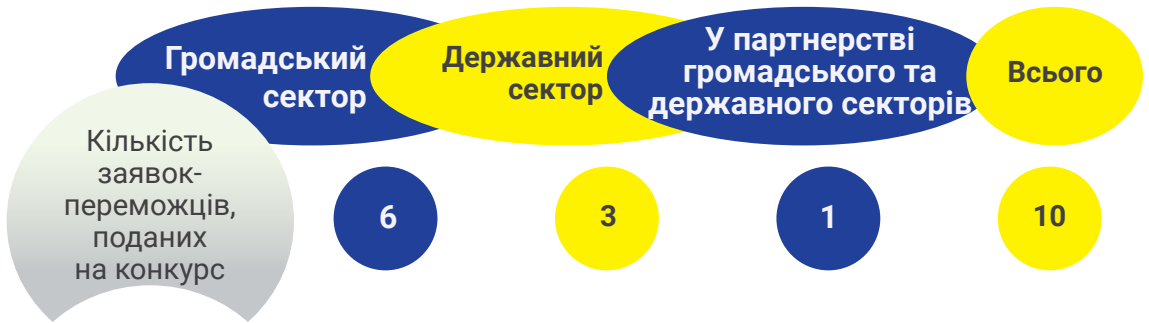 Громадський
сектор
Державний
сектор
У партнерстві
громадського та
державного секторів
Всього
Кількість
заявок-
переможців,
поданих
на конкурс
6
3
1
10